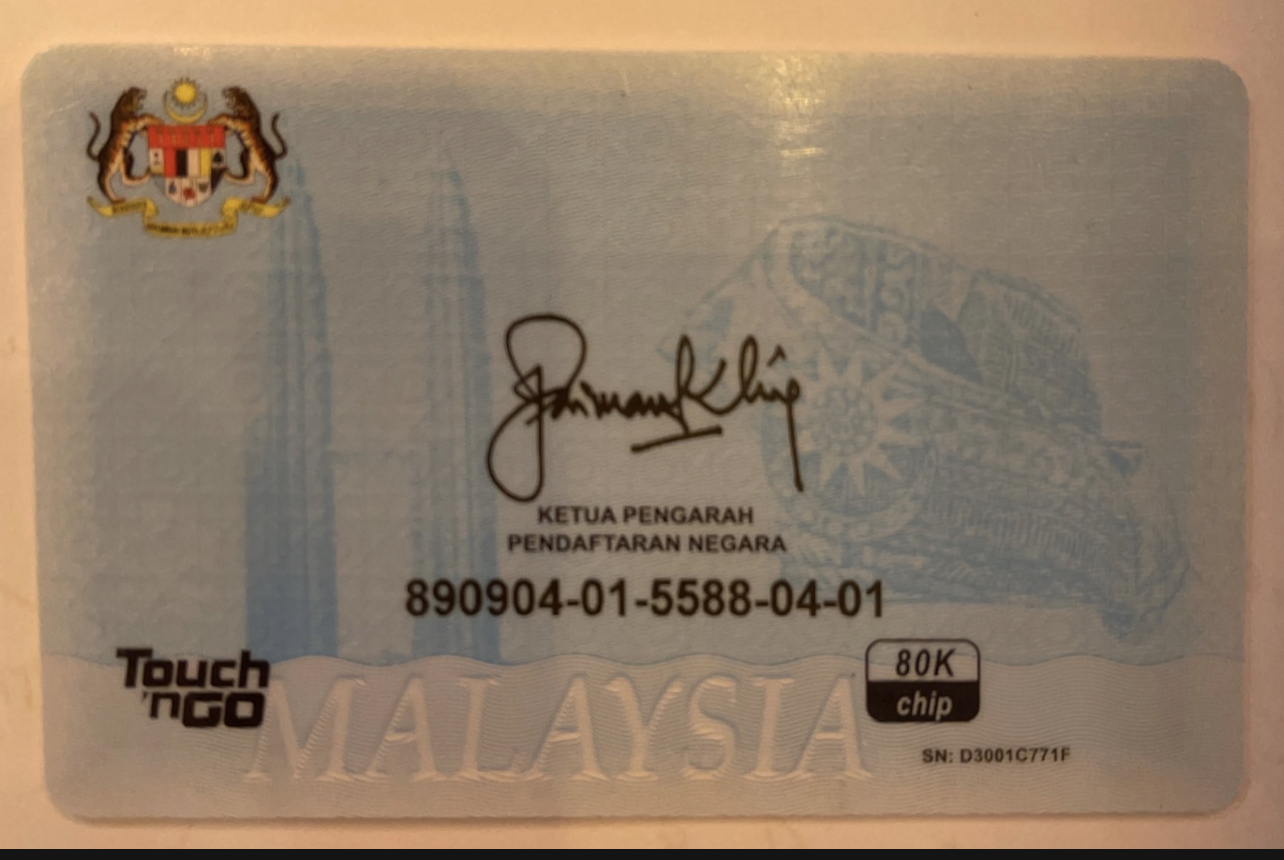 KETUA PENGARAH
PENDAFTARAN NEGARA
890904-01-5588-04-01
Touch
'nGO
80K
chip
MALAYSIA
SN: D3001C771F